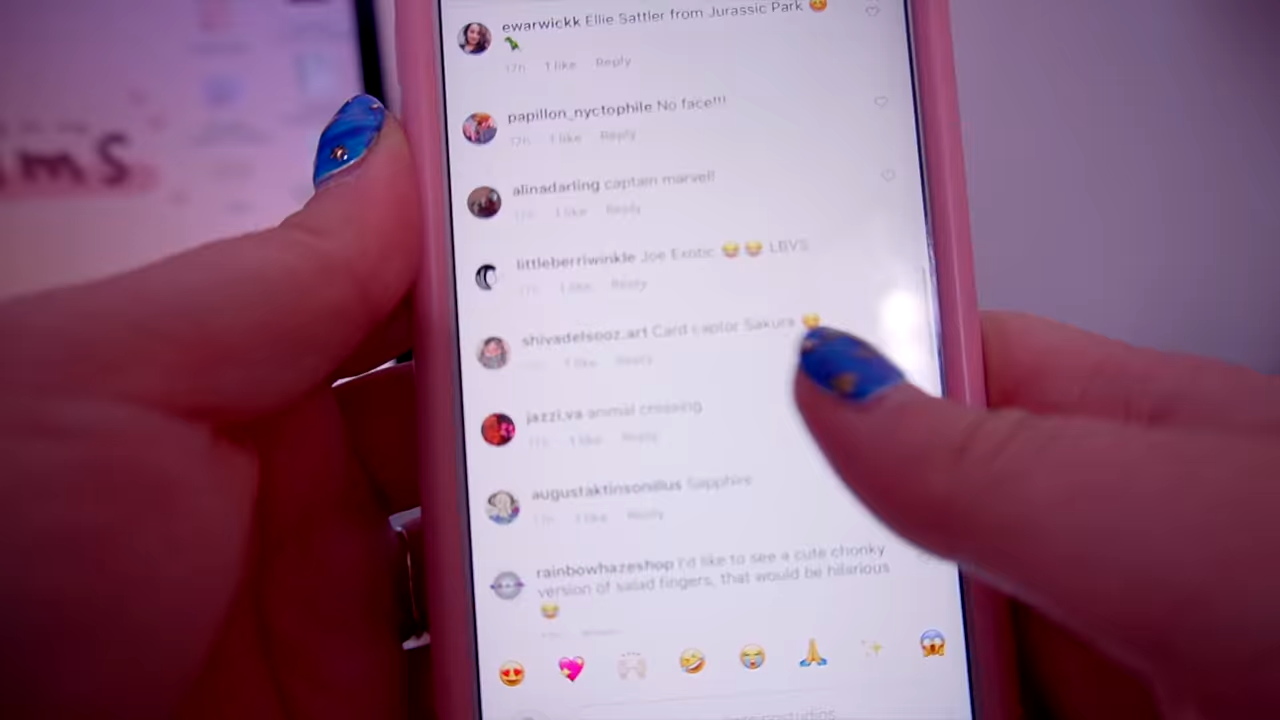 ims
ewarwickk Ellie Sattler from Jurassic Park 😍
🦖
17h 1 like Reply
papillon_nyctophile No face!!!
17h 1 like Reply
alinadarling captain marvel!
17h 1 like Reply
littleberriwinkle Joe Exotic 😂 😂 LBVS
17h 1 like Reply
shivadelsooz.art Card captor Sakura
1 like Reply
jazzi.va animal crossing
17h 1 like Reply
augustaktinsonillus Sapphire
17h 1 like Reply
rainbowhazeshop I'd like to see a cute chonky
version of salad fingers, that would be hilarious
😂
Reply
😍 💖 🙌 🤣 😭 🙏 ✨ 😱